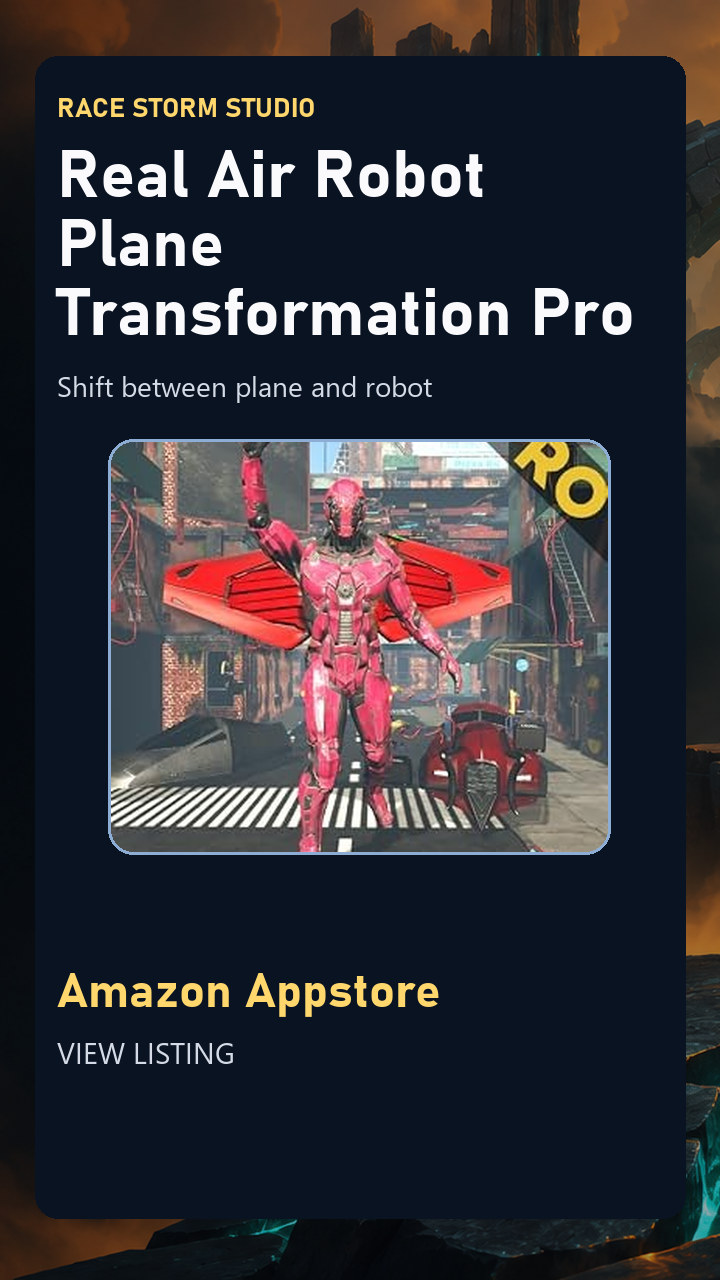 RACE STORM STUDIO
Real Air Robot
Plane
Transformation Pro
Shift between plane and robot
RO
Amazon Appstore
VIEW LISTING